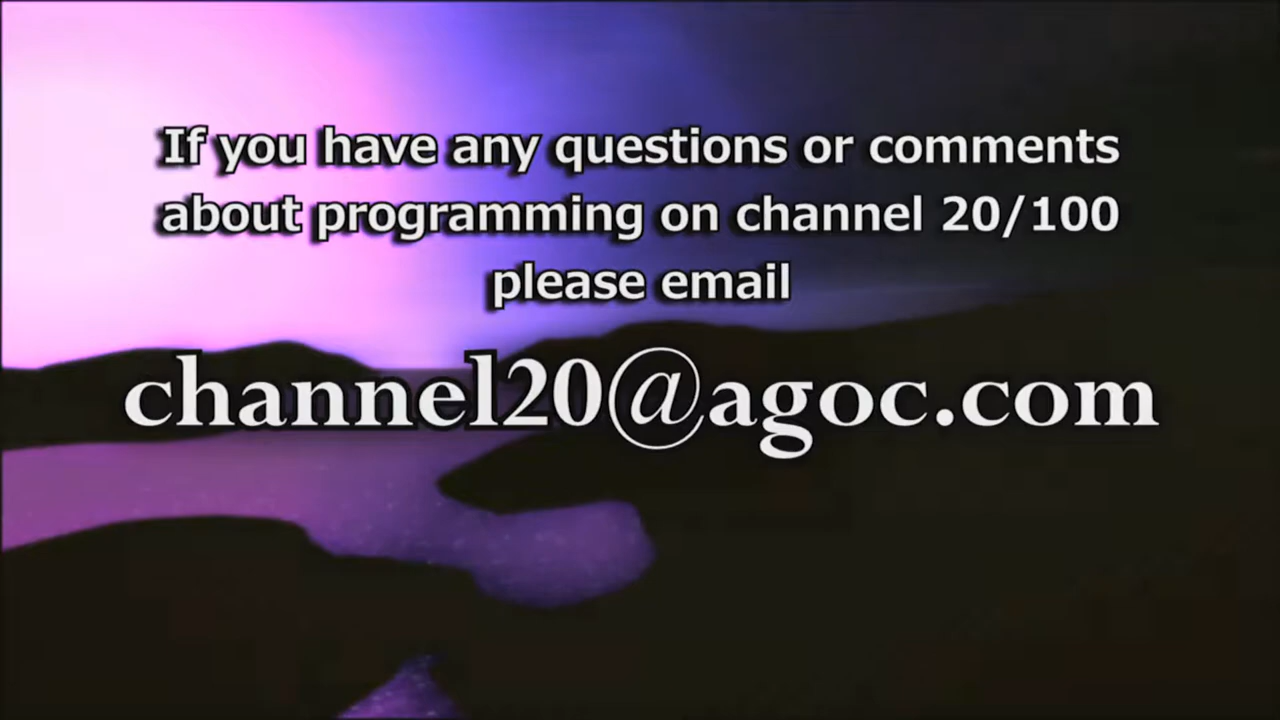 If you have any questions or comments
about programming on channel 20/100
please email
channel20@agoc.com